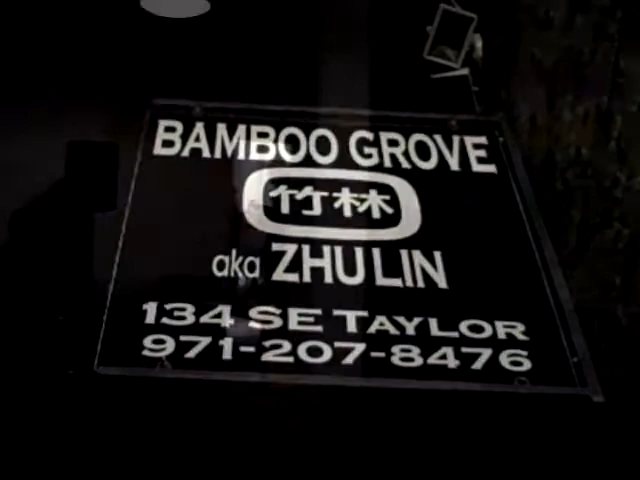 BAMBOO GROVE
竹林
aka ZHU LIN
134 SE TAYLOR
971-207-8476